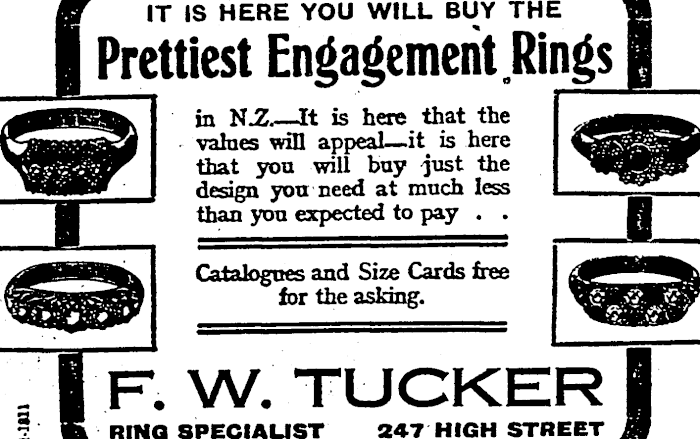 IT IS HERE YOU WILL BUY THE
Prettiest Engagement Rings
in N.Z.—It is here that the
values will appeal—it is here
that you will buy just the
design you need at much less
than you expected to pay . .
Catalogues and Size Cards free
for the asking.
F. W. TUCKER
RING SPECIALIST 247 HIGH STREET